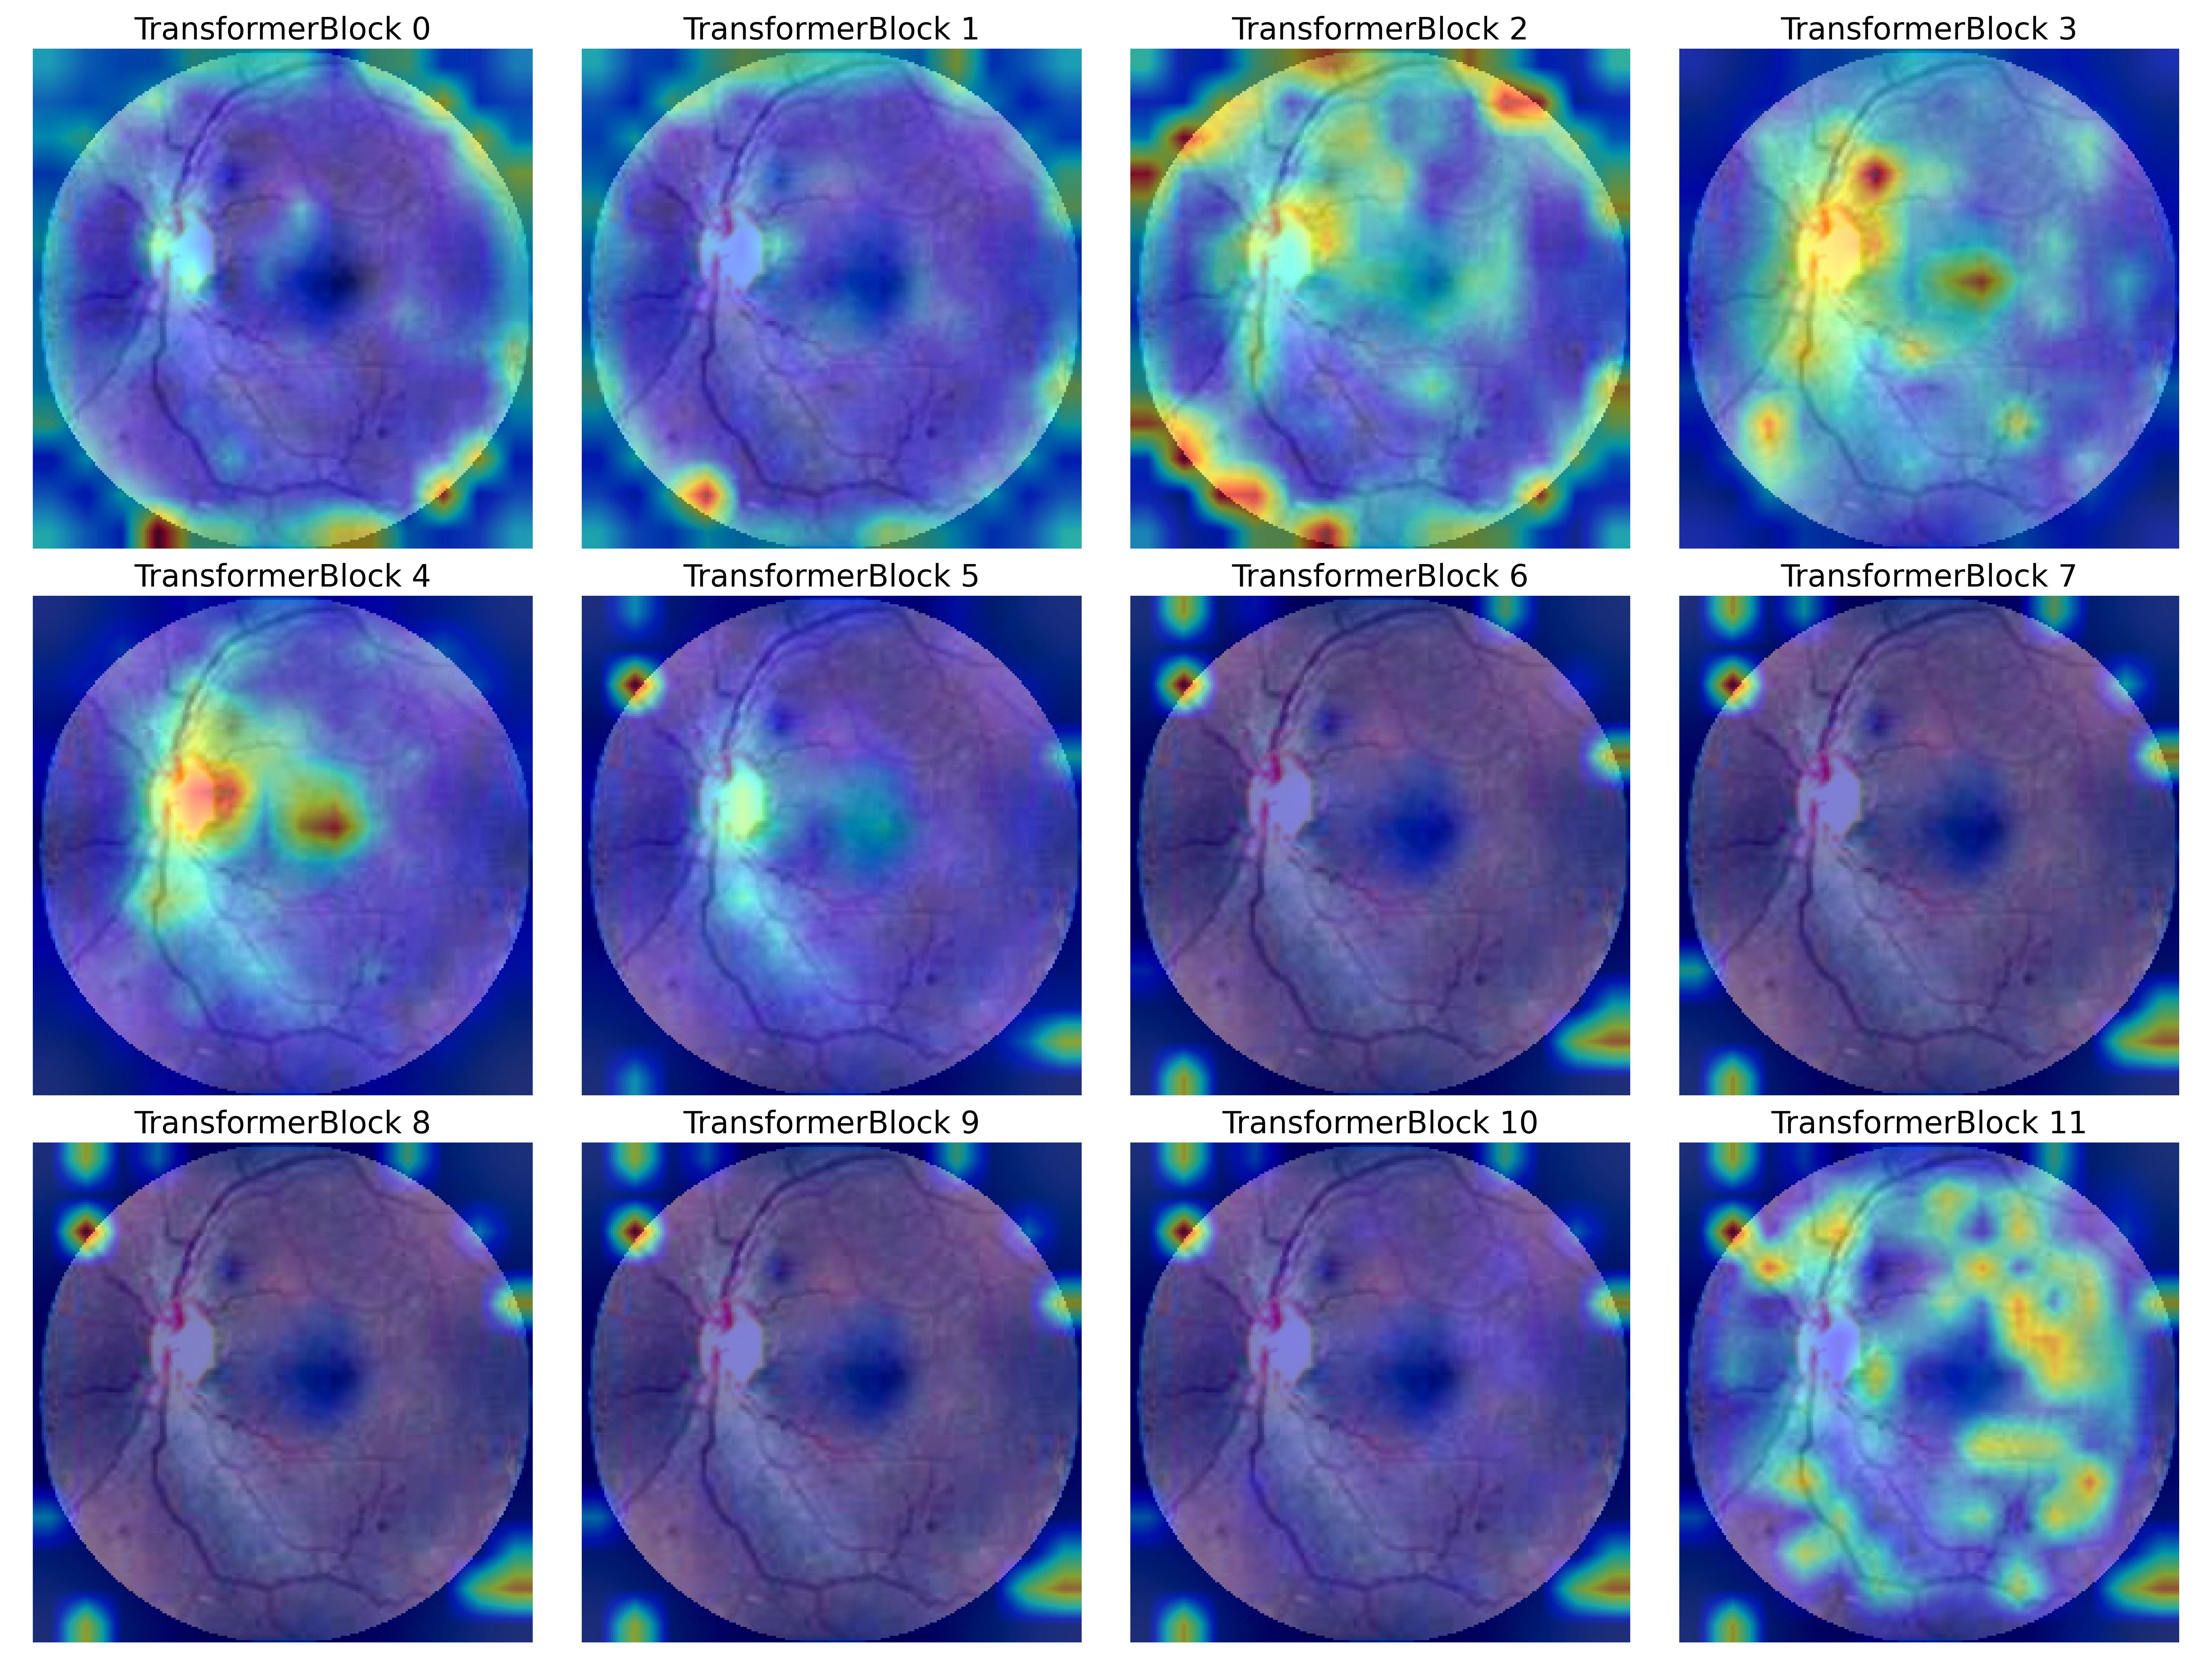 TransformerBlock 0
TransformerBlock 1
TransformerBlock 2
TransformerBlock 3
TransformerBlock 4
TransformerBlock 5
TransformerBlock 6
TransformerBlock 7
TransformerBlock 8
TransformerBlock 9
TransformerBlock 10
TransformerBlock 11